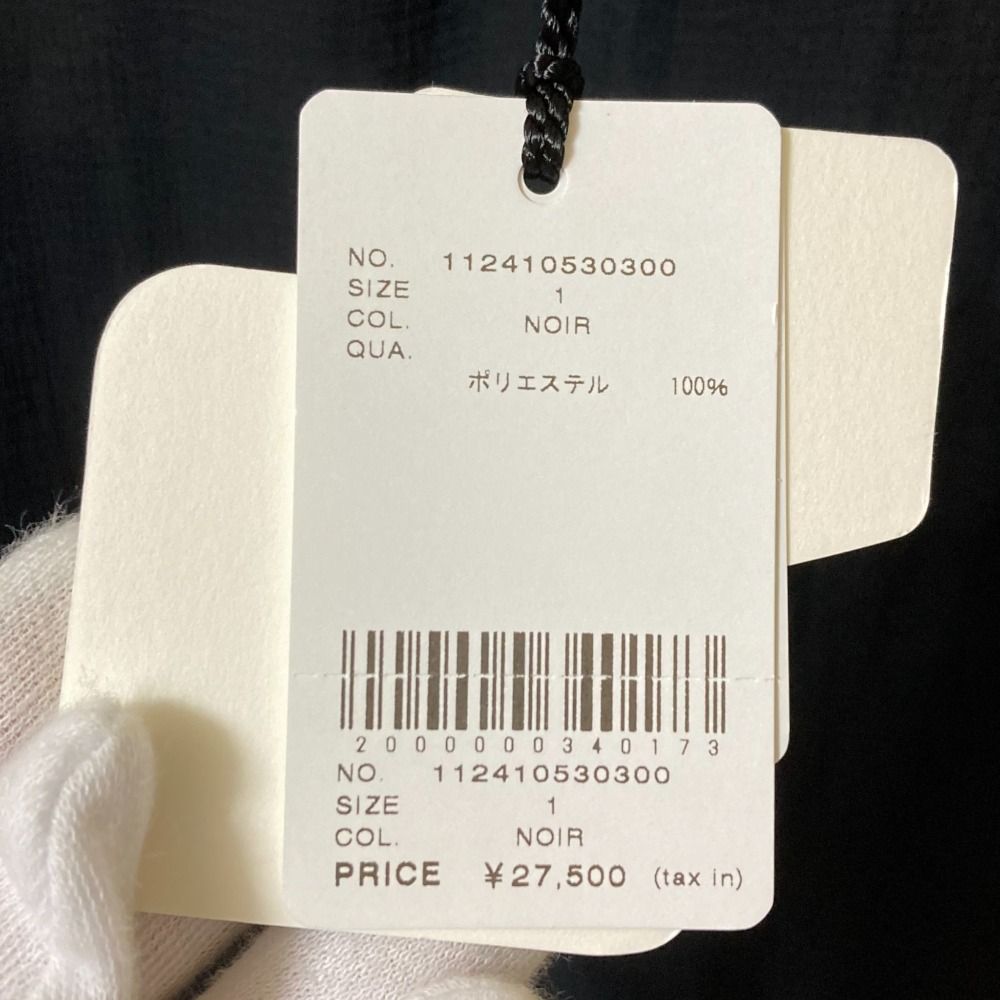 NO. 112410530300
SIZE 1
COL. NOIR
QUA.
ポリエステル 100%
2000000340173
NO. 112410530300
SIZE 1
COL. NOIR
PRICE ¥27,500 (tax in)